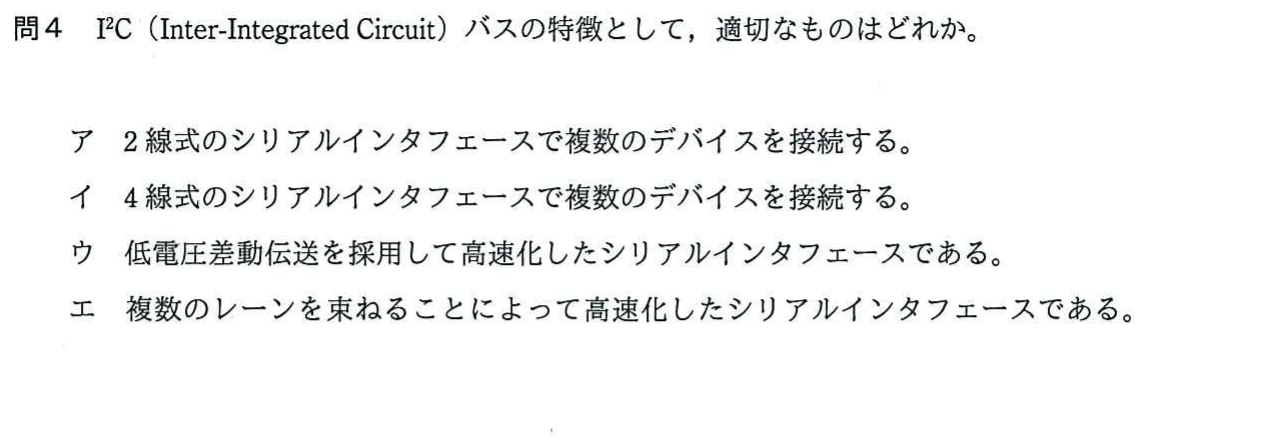 問4 I²C（Inter-Integrated Circuit）バスの特徴として，適切なものはどれか。
ア 2線式のシリアルインタフェースで複数のデバイスを接続する。
イ 4線式のシリアルインタフェースで複数のデバイスを接続する。
ウ 低電圧差動伝送を採用して高速化したシリアルインタフェースである。
エ 複数のレーンを束ねることによって高速化したシリアルインタフェースである。